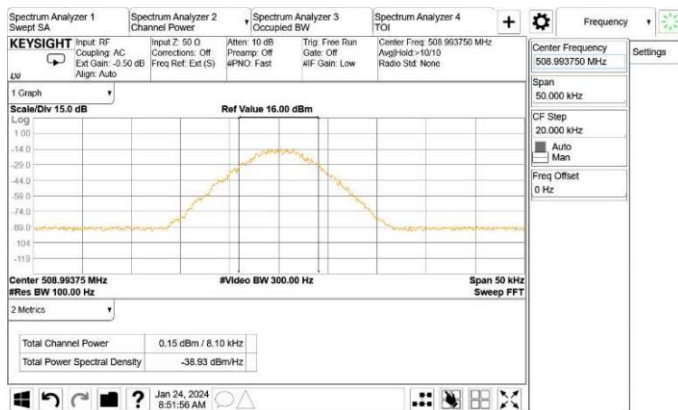 Spectrum Analyzer 1
Swept SA
Spectrum Analyzer 2
Channel Power
Spectrum Analyzer 3
Occupied BW
Spectrum Analyzer 4
TOI
+
Frequency
KEYSIGHT
Input: RF
Coupling: AC
Ext Gain: -0.50 dB
Align: Auto
Input Z: 50 Ω
Corrections: Off
Freq Ref: Ext (S)
Atten: 10 dB
Preamp: Off
#PNO: Fast
Trig: Free Run
Gate: Off
#IF Gain: Low
Center Freq: 508.993750 MHz
Avg|Hold:>10/10
Radio Std: None
Center Frequency
508.993750 MHz
Settings
Span
50.000 kHz
CF Step
20.000 kHz
Auto
Man
Freq Offset
0 Hz
1 Graph
Scale/Div 15.0 dB
Ref Value 16.00 dBm
Log
1.00
-14.0
-29.0
-44.0
-59.0
-74.0
-89.0
-104
-119
Center 508.99375 MHz
#Video BW 300.00 Hz
Span 50 kHz
#Res BW 100.00 Hz
Sweep FFT
2 Metrics
Total Channel Power 0.15 dBm / 8.10 kHz
Total Power Spectral Density -38.93 dBm/Hz
?
Jan 24, 2024
8:51:56 AM